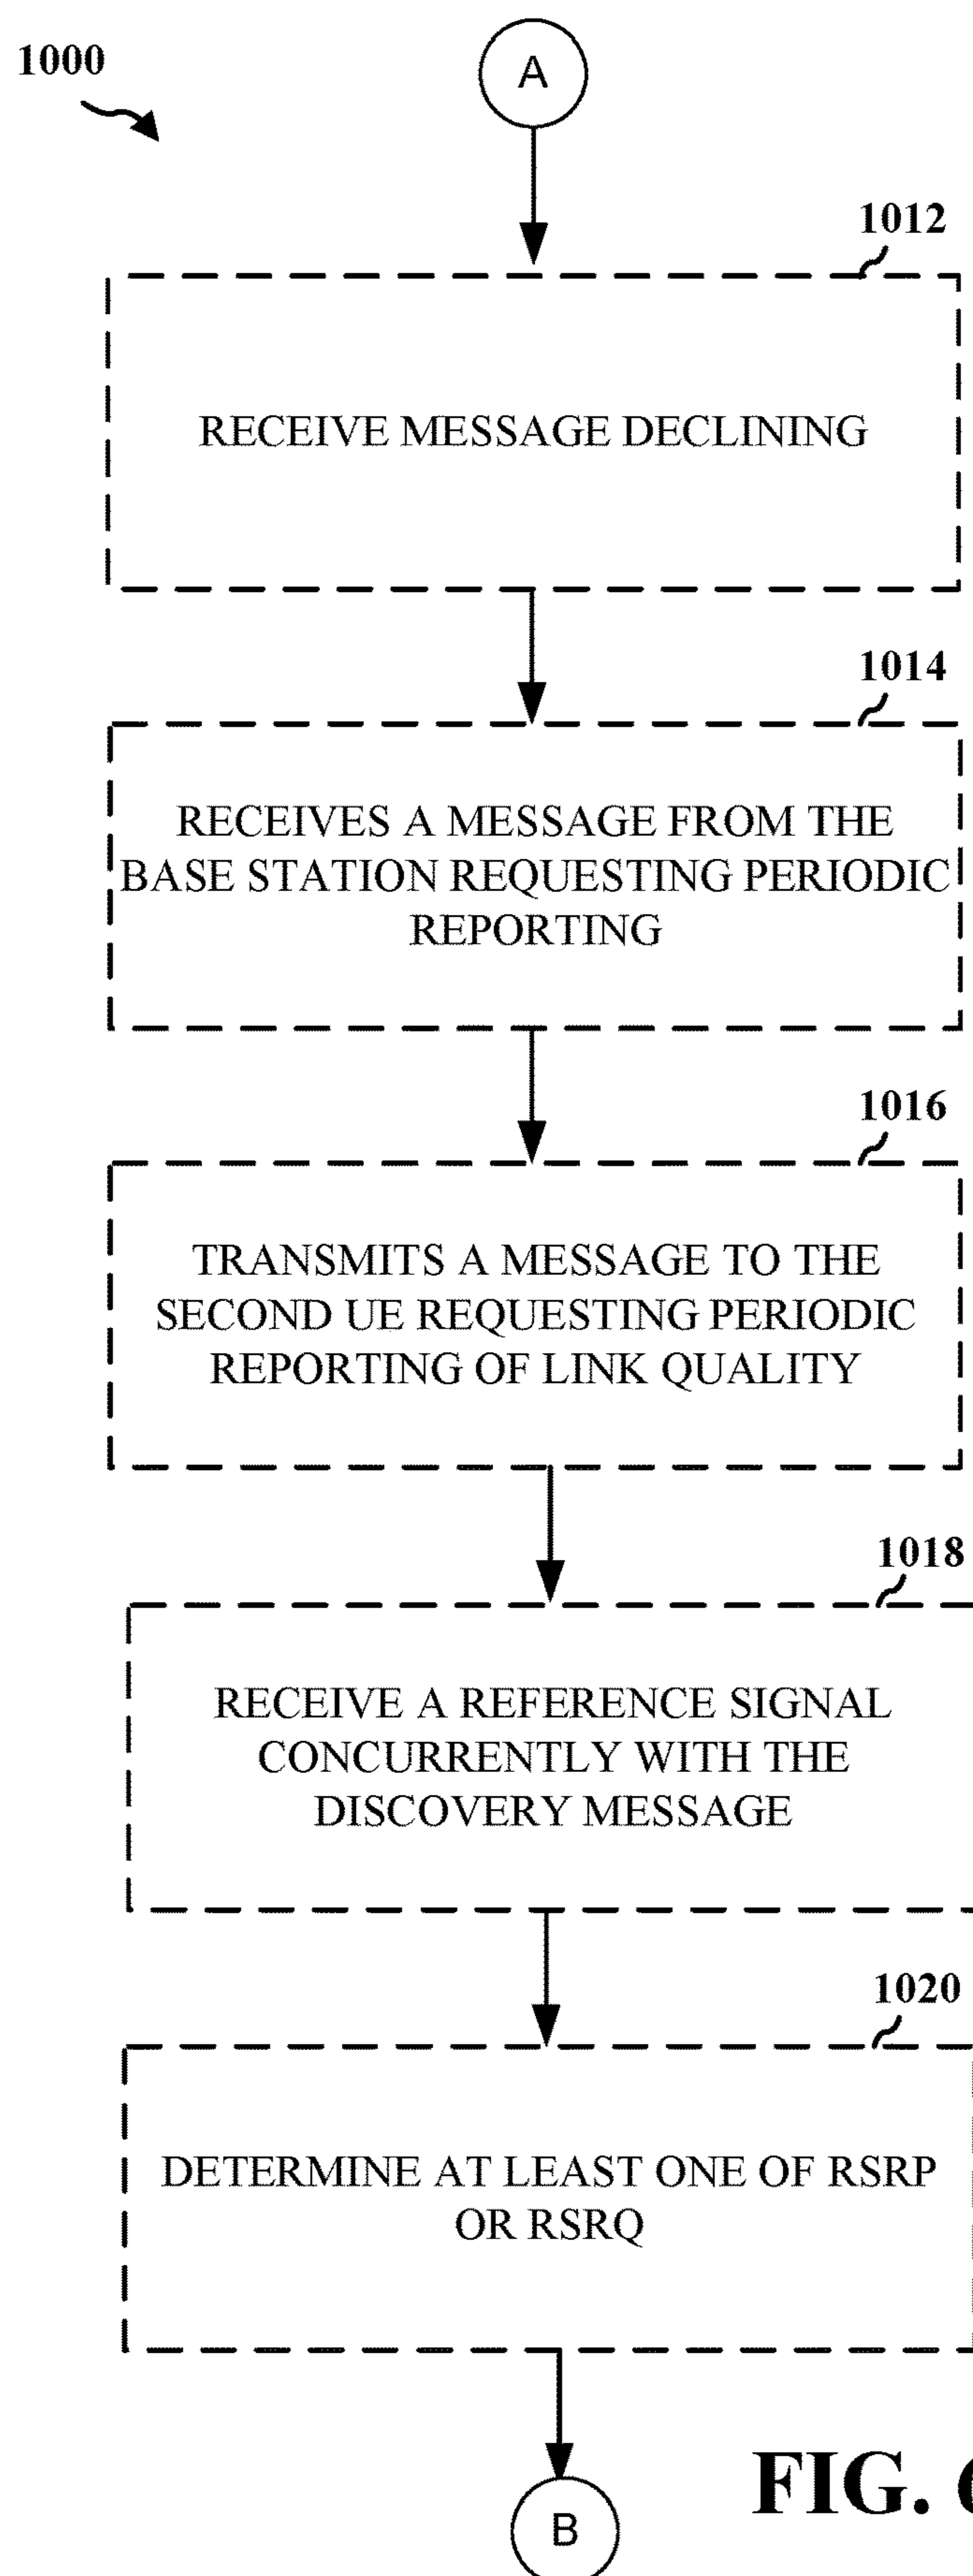 1000
A
1012
RECEIVE MESSAGE DECLINING
1014
RECEIVES A MESSAGE FROM THE
BASE STATION REQUESTING PERIODIC
REPORTING
1016
TRANSMITS A MESSAGE TO THE
SECOND UE REQUESTING PERIODIC
REPORTING OF LINK QUALITY
1018
RECEIVE A REFERENCE SIGNAL
CONCURRENTLY WITH THE
DISCOVERY MESSAGE
1020
DETERMINE AT LEAST ONE OF RSRP
OR RSRQ
FIG.
B